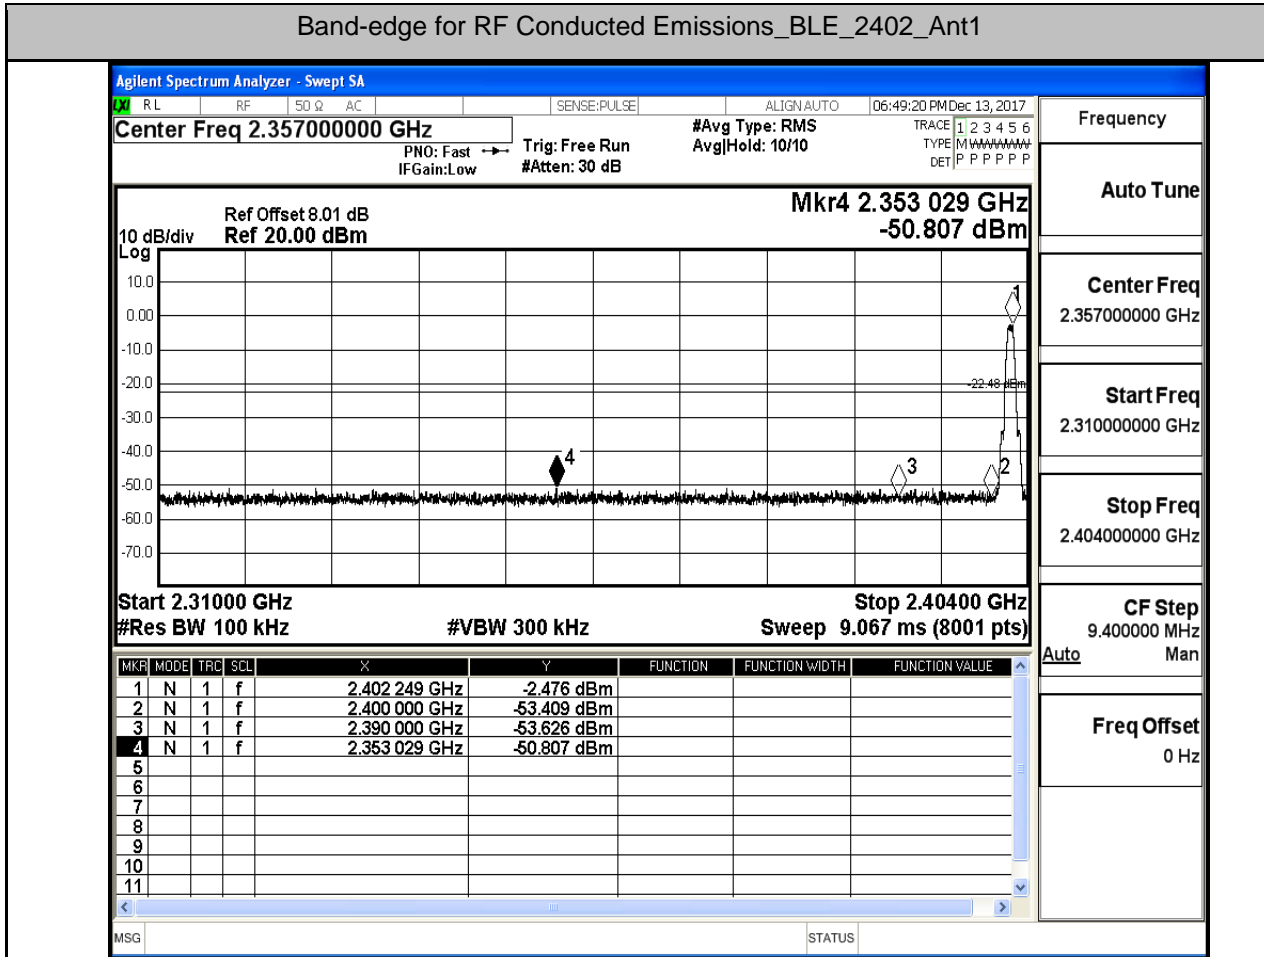 Band-edge for RF Conducted Emissions_BLE_2402_Ant1
Agilent Spectrum Analyzer - Swept SA
LXI RL RF 50 Ω AC SENSE:PULSE ALIGN AUTO 06:49:20 PM Dec 13, 2017
Center Freq 2.357000000 GHz
PNO: Fast
IFGain:Low
Trig: Free Run
#Atten: 30 dB
#Avg Type: RMS
Avg|Hold: 10/10
TRACE 1 2 3 4 5 6
TYPE M
DET P P P P P P
Ref Offset 8.01 dB
10 dB/div Ref 20.00 dBm
Log
Mkr4 2.353 029 GHz
-50.807 dBm
10.0
0.00
-10.0
-20.0
-30.0
-40.0
-50.0
-60.0
-70.0
1
-22.48 dBm
4
3
2
Start 2.31000 GHz Stop 2.40400 GHz
#Res BW 100 kHz #VBW 300 kHz Sweep 9.067 ms (8001 pts)
MKR MODE TRC SCL X Y FUNCTION FUNCTION WIDTH FUNCTION VALUE
1 N 1 f 2.402 249 GHz -2.476 dBm
2 N 1 f 2.400 000 GHz -53.409 dBm
3 N 1 f 2.390 000 GHz -53.626 dBm
4 N 1 f 2.353 029 GHz -50.807 dBm
5
6
7
8
9
10
11
MSG STATUS
Frequency
Auto Tune
Center Freq
2.357000000 GHz
Start Freq
2.310000000 GHz
Stop Freq
2.404000000 GHz
CF Step
9.400000 MHz
Auto Man
Freq Offset
0 Hz